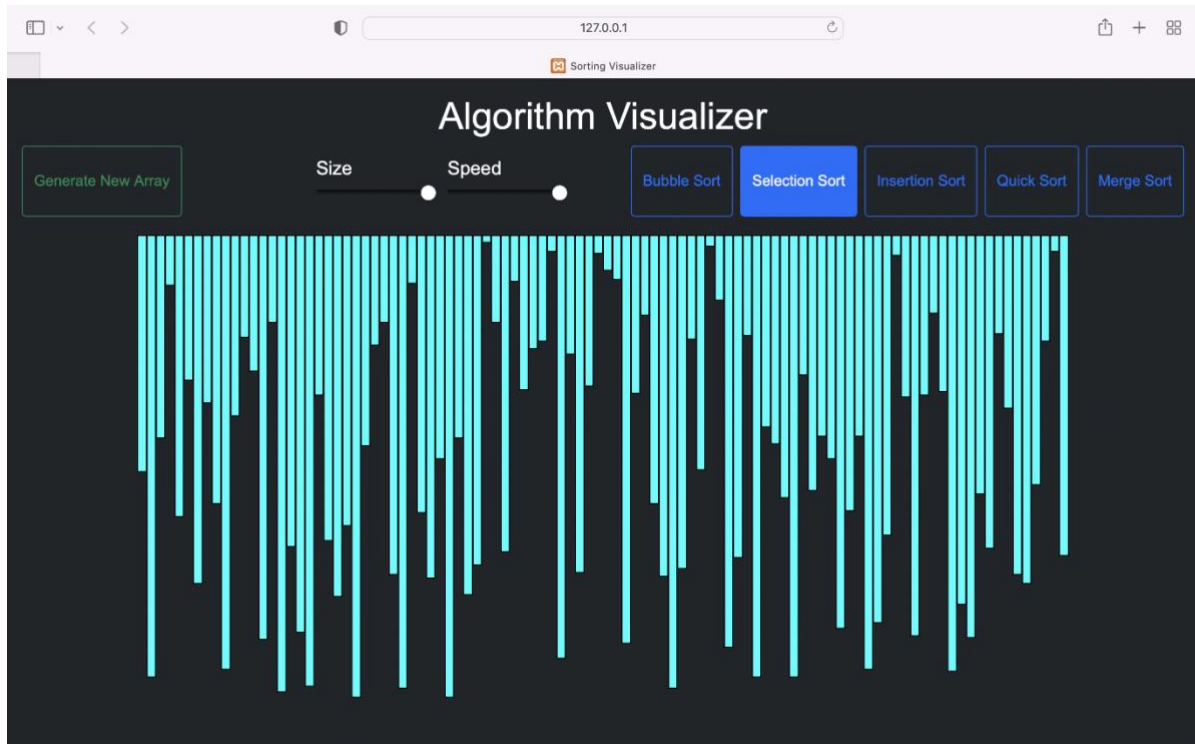 127.0.0.1
Sorting Visualizer
Algorithm Visualizer
Generate New Array
Size
Speed
Bubble Sort
Selection Sort
Insertion Sort
Quick Sort
Merge Sort